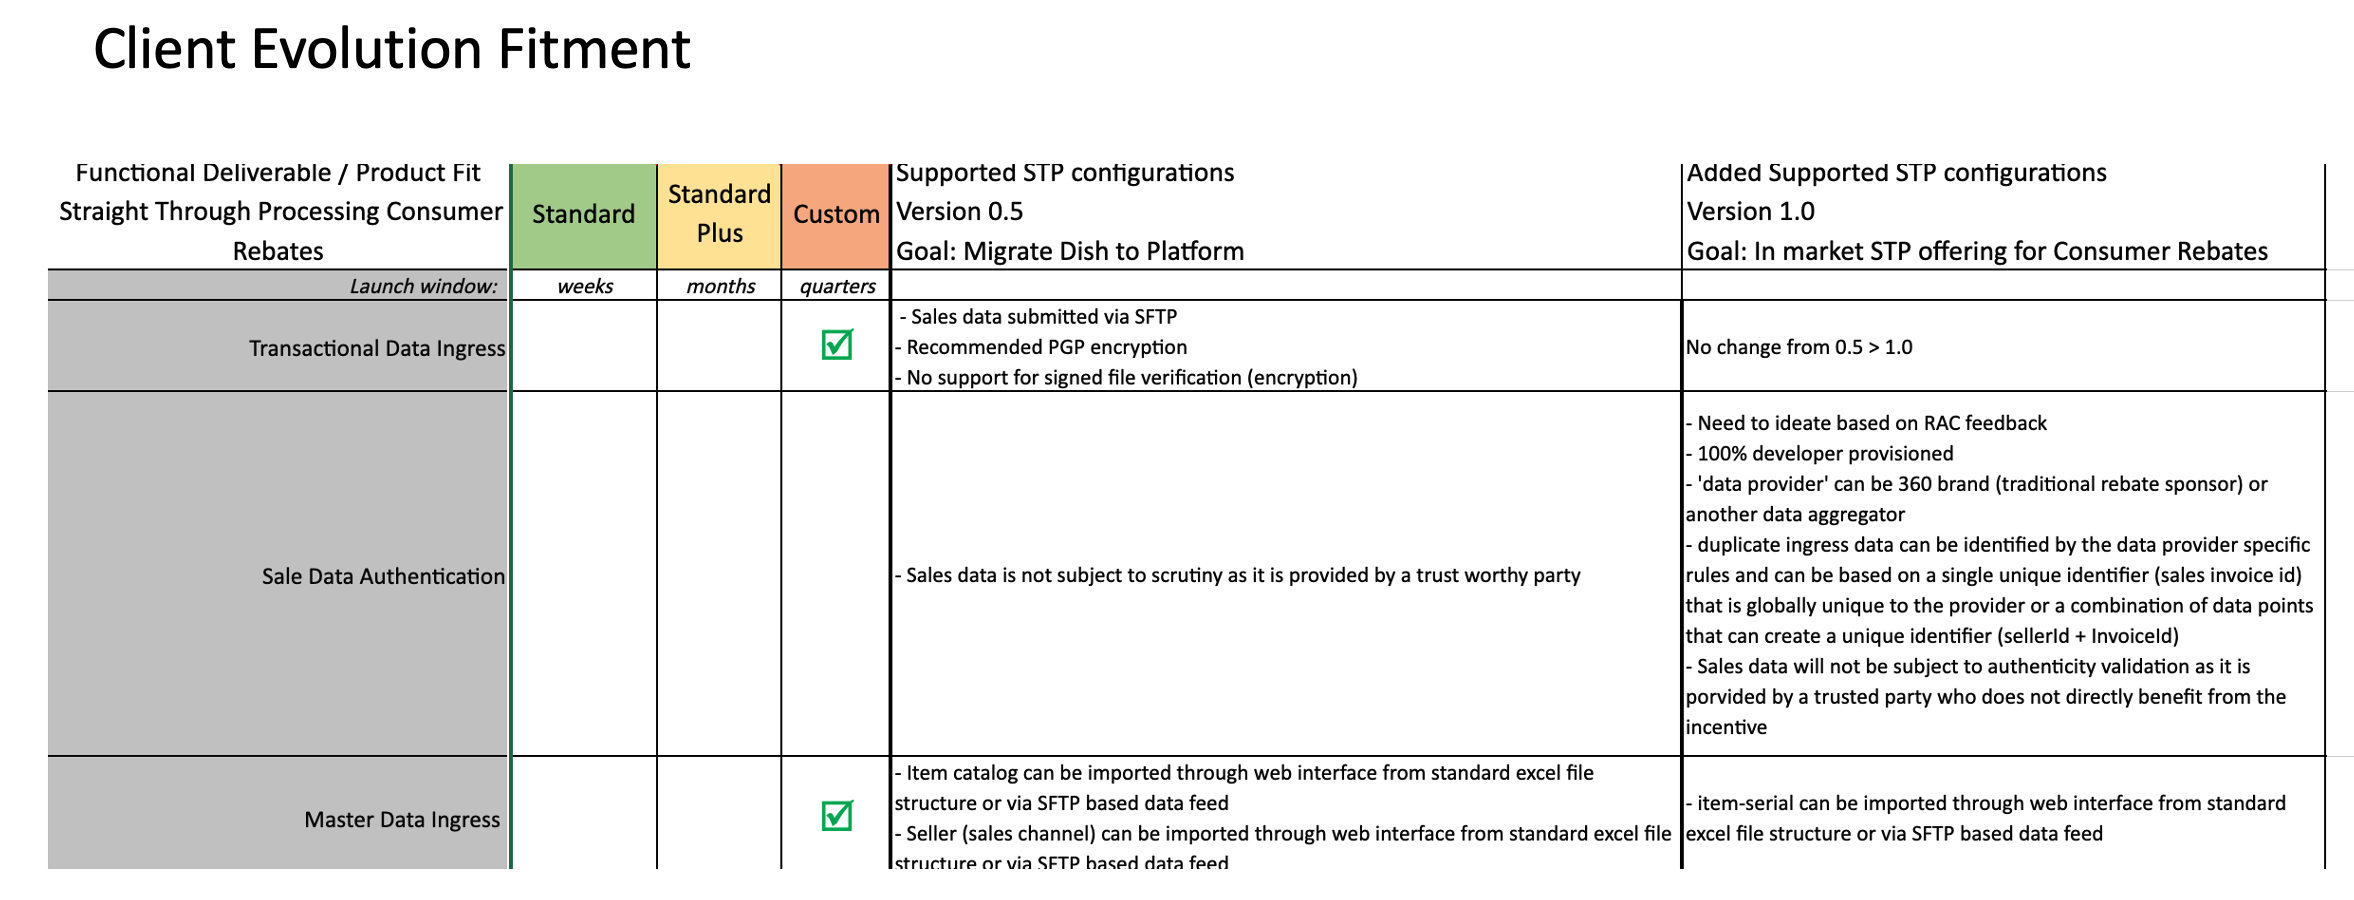 Client Evolution Fitment
Functional Deliverable / Product Fit
Straight Through Processing Consumer
Rebates
Standard
Standard
Plus
Custom
Supported STP configurations
Version 0.5
Goal: Migrate Dish to Platform
Added Supported STP configurations
Version 1.0
Goal: In market STP offering for Consumer Rebates
Launch window:
weeks
months
quarters
Transactional Data Ingress
- Sales data submitted via SFTP
- Recommended PGP encryption
- No support for signed file verification (encryption)
No change from 0.5 > 1.0
Sale Data Authentication
- Sales data is not subject to scrutiny as it is provided by a trust worthy party
- Need to ideate based on RAC feedback
- 100% developer provisioned
- 'data provider' can be 360 brand (traditional rebate sponsor) or
another data aggregator
- duplicate ingress data can be identified by the data provider specific
rules and can be based on a single unique identifier (sales invoice id)
that is globally unique to the provider or a combination of data points
that can create a unique identifier (sellerId + InvoiceId)
- Sales data will not be subject to authenticity validation as it is
porvided by a trusted party who does not directly benefit from the
incentive
Master Data Ingress
- Item catalog can be imported through web interface from standard excel file
structure or via SFTP based data feed
- Seller (sales channel) can be imported through web interface from standard excel file
structure or via SFTP based data feed
- item-serial can be imported through web interface from standard
excel file structure or via SFTP based data feed